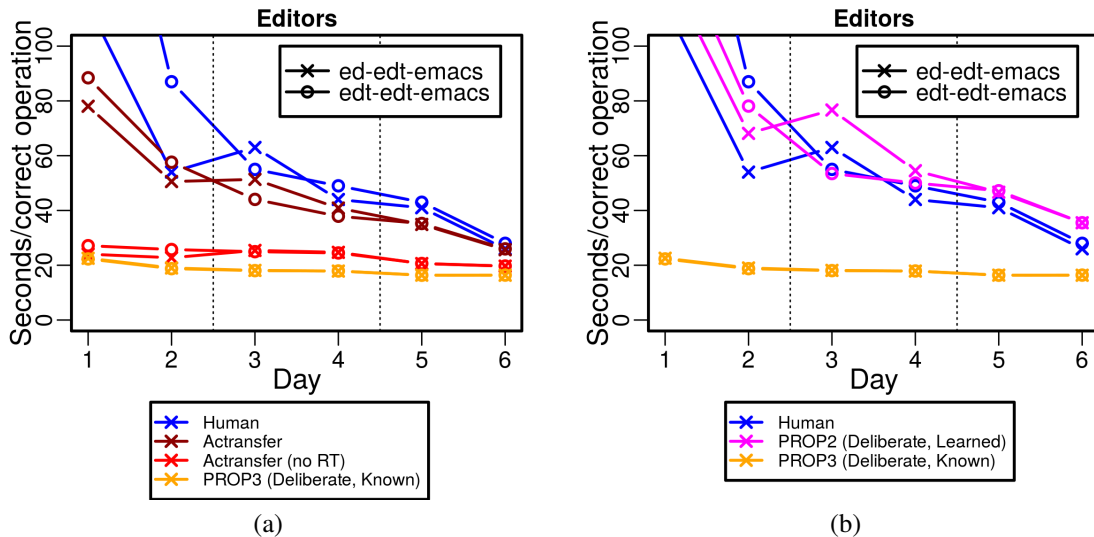 Editors
100
80
60
40
20
0
Seconds/correct operation
ed-edt-emacs
edt-edt-emacs
1 2 3 4 5 6
Day
Human
Actransfer
Actransfer (no RT)
PROP3 (Deliberate, Known)
(a)
Editors
100
80
60
40
20
0
Seconds/correct operation
ed-edt-emacs
edt-edt-emacs
1 2 3 4 5 6
Day
Human
PROP2 (Deliberate, Learned)
PROP3 (Deliberate, Known)
(b)